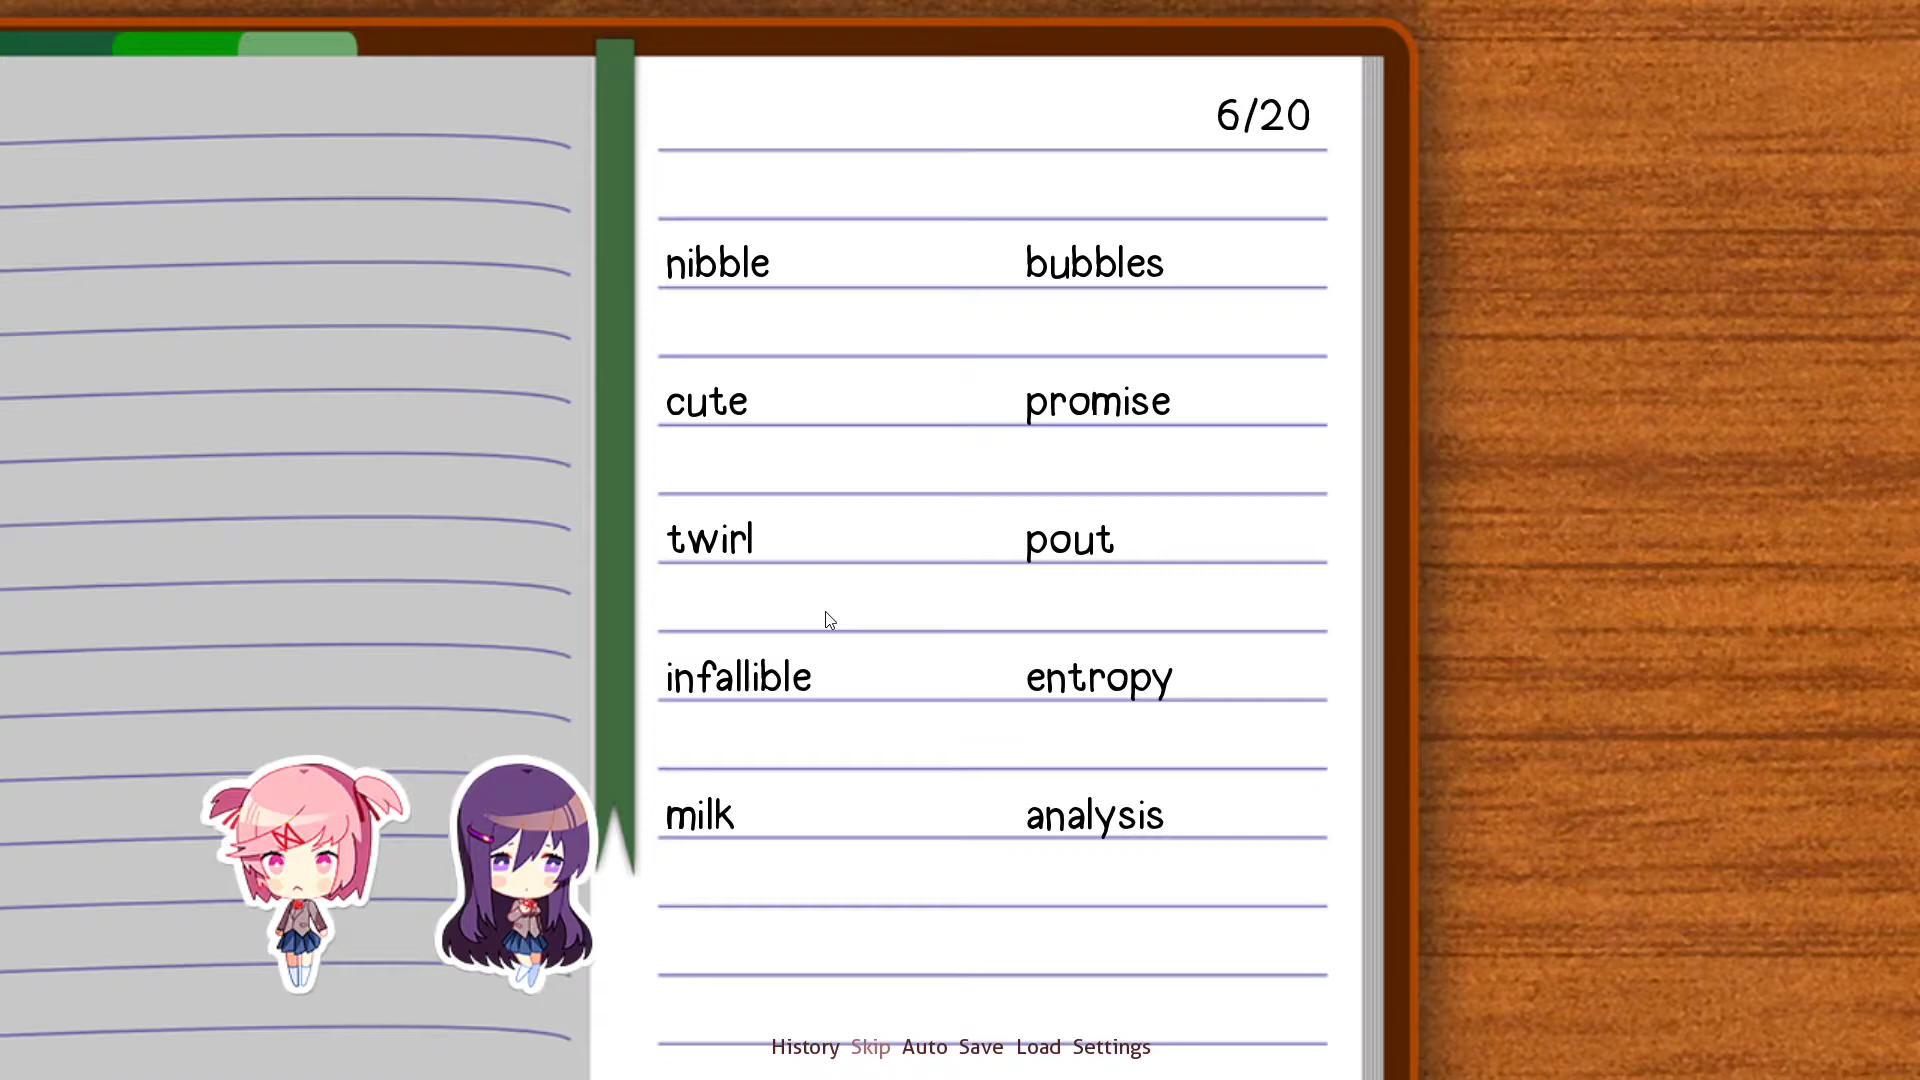 6/20
nibble bubbles
cute promise
twirl pout
infallible entropy
milk analysis
History Skip Auto Save Load Settings